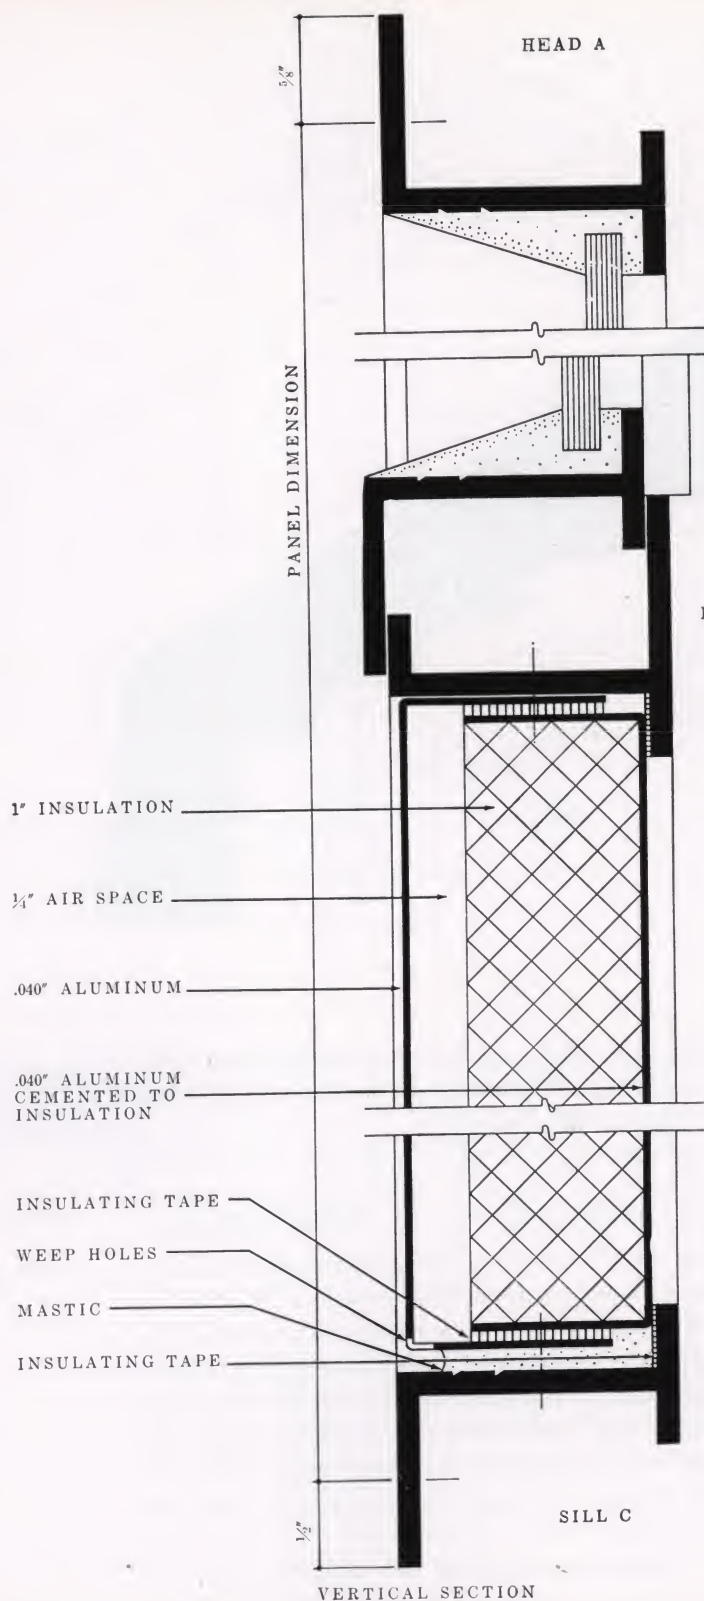 HEAD A
5/8"
PANEL DIMENSION
1" INSULATION
1/4" AIR SPACE
.040" ALUMINUM
.040" ALUMINUM
CEMENTED TO
INSULATION
INSULATING TAPE
WEEP HOLES
MASTIC
INSULATING TAPE
1/2"
SILL C
VERTICAL SECTION